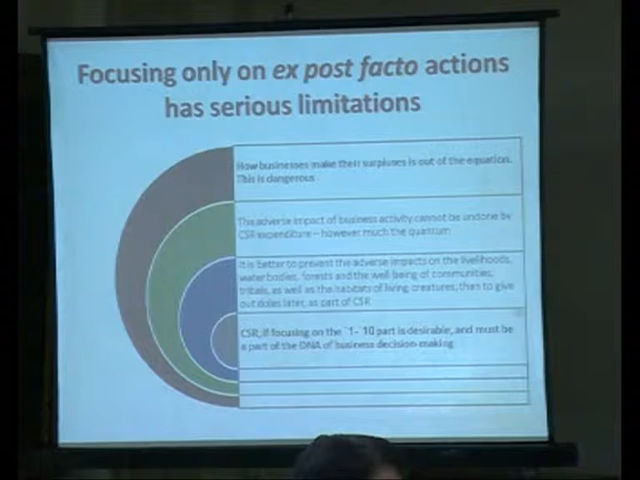 Focusing only on ex post facto actions
has serious limitations
How businesses make their surpluses is out of the equation.
This is dangerous
The adverse impact of business activity cannot be undone by
CSR expenditure – however much the quantum
It is better to prevent the adverse impacts on the livelihoods,
water bodies, forests and the well being of communities,
tribals, as well as the habitats of living creatures, than to give
out doles later, as part of CSR
CSR, if focusing on the `1- `10 part is desirable, and must be
a part of the DNA of business decision-making